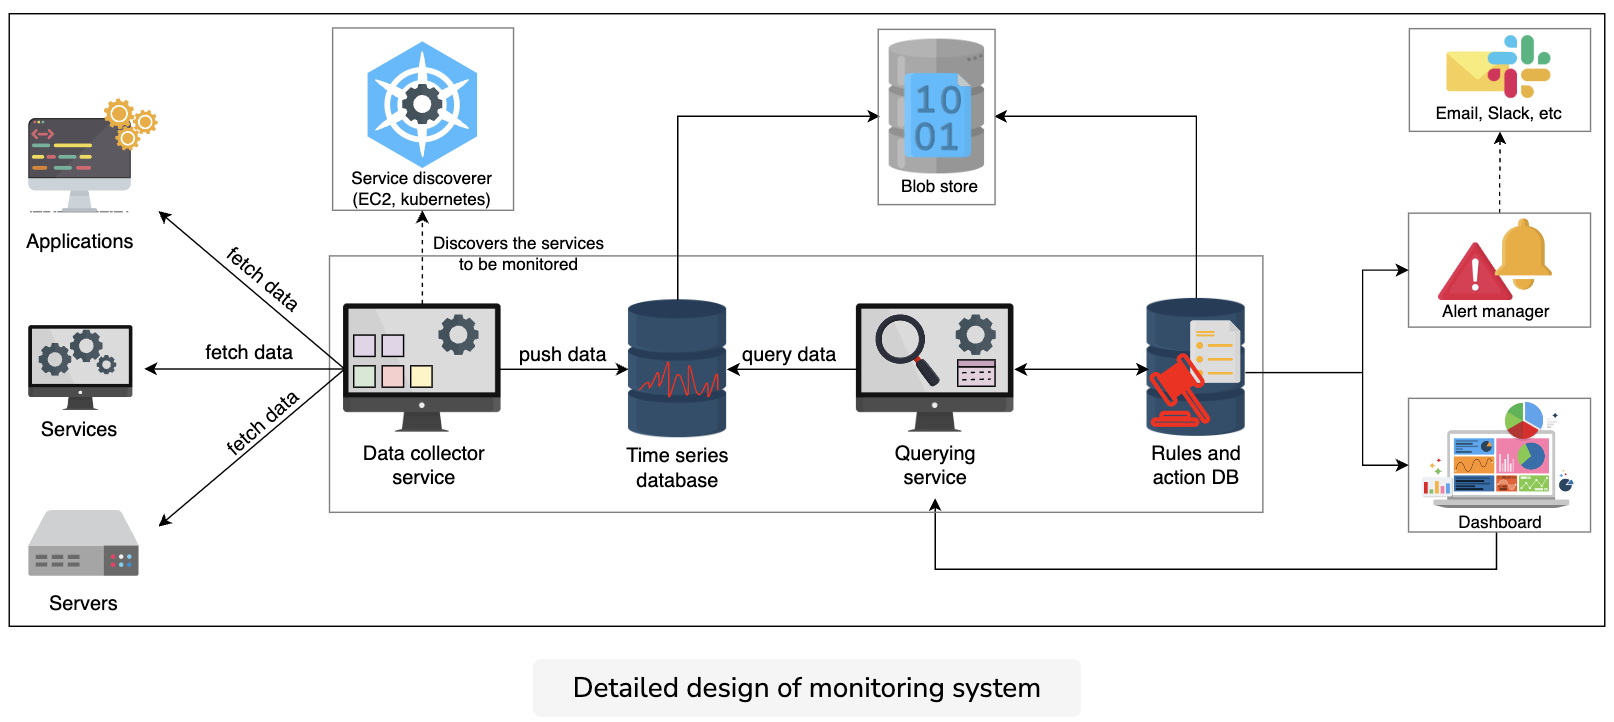 Applications
fetch data
Services
fetch data
Servers
fetch data
Service discoverer
(EC2, kubernetes)
Discovers the services
to be monitored
Data collector
service
push data
Time series
database
query data
Querying
service
10
01
Blob store
Rules and
action DB
Email, Slack, etc
Alert manager
Dashboard
Detailed design of monitoring system